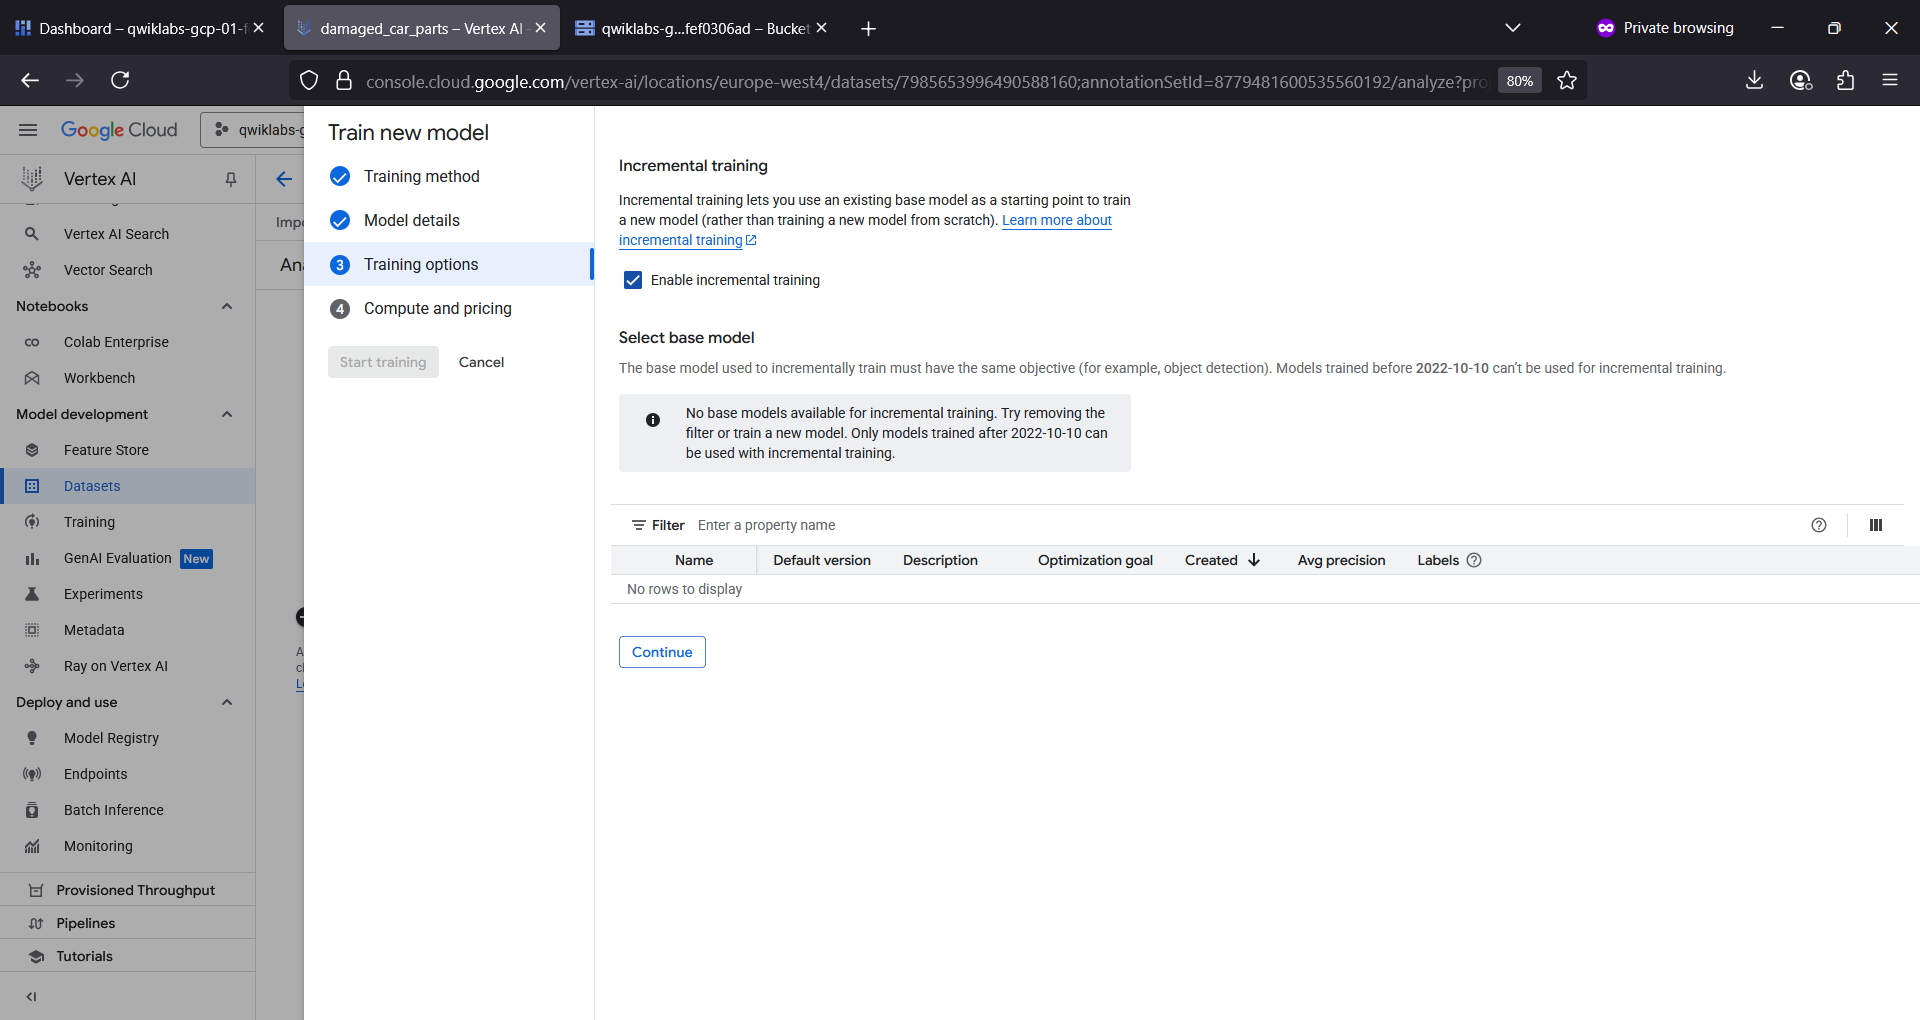 Dashboard – qwiklabs-gcp-01-f
damaged_car_parts – Vertex AI
qwiklabs-g...fef0306ad – Bucket
Private browsing
console.cloud.google.com/vertex-ai/locations/europe-west4/datasets/7985653996490588160;annotationSetId=8779481600535560192/analyze?pro
80%
Google Cloud
qwiklabs-g
Vertex AI
Vertex AI Search
Vector Search
Notebooks
Colab Enterprise
Workbench
Model development
Feature Store
Datasets
Training
GenAI Evaluation New
Experiments
Metadata
Ray on Vertex AI
Deploy and use
Model Registry
Endpoints
Batch Inference
Monitoring
Provisioned Throughput
Pipelines
Tutorials
Impo
Ana
Train new model
Training method
Model details
3 Training options
4 Compute and pricing
Start training Cancel
Incremental training
Incremental training lets you use an existing base model as a starting point to train
a new model (rather than training a new model from scratch). Learn more about
incremental training
Enable incremental training
Select base model
The base model used to incrementally train must have the same objective (for example, object detection). Models trained before 2022-10-10 can't be used for incremental training.
No base models available for incremental training. Try removing the
filter or train a new model. Only models trained after 2022-10-10 can
be used with incremental training.
Filter Enter a property name
Name Default version Description Optimization goal Created Avg precision Labels
No rows to display
Continue